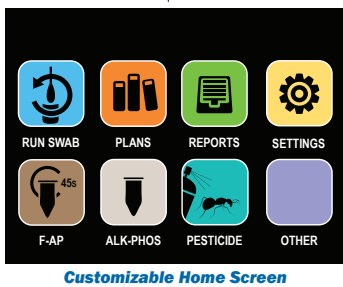 RUN SWAB PLANS REPORTS SETTINGS
45s
F-AP ALK-PHOS PESTICIDE OTHER
Customizable Home Screen